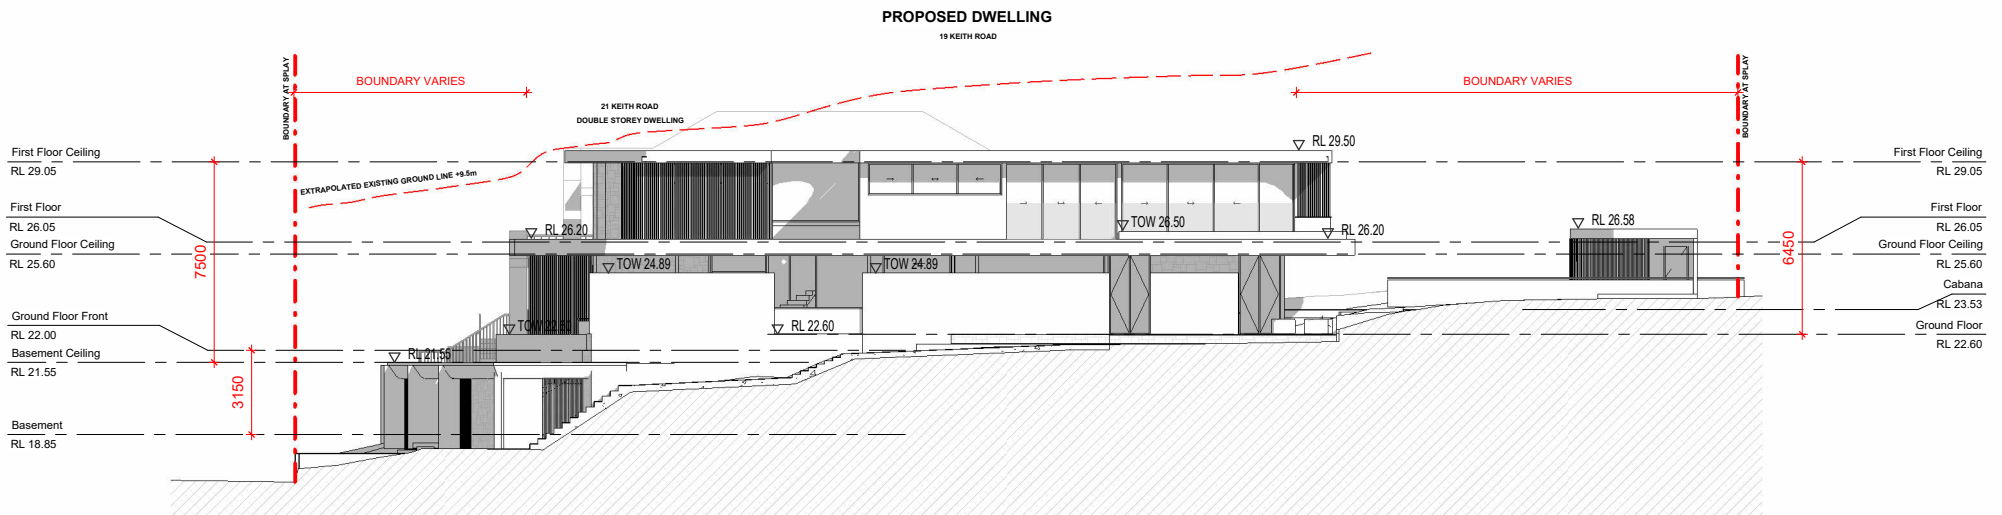 PROPOSED DWELLING
19 KEITH ROAD
BOUNDARY AT SPLAY
BOUNDARY VARIES
BOUNDARY VARIES
BOUNDARY AT SPLAY
21 KEITH ROAD
DOUBLE STOREY DWELLING
EXTRAPOLATED EXISTING GROUND LINE +9.5m
First Floor Ceiling
RL 29.05
First Floor
RL 26.05
Ground Floor Ceiling
RL 25.60
Ground Floor Front
RL 22.00
Basement Ceiling
RL 21.55
Basement
RL 18.85
7500
3150
RL 29.50
RL 26.20
TOW 26.50
RL 26.20
RL 26.58
TOW 24.89
TOW 24.89
TOW 22.60
RL 22.60
RL 21.55
6450
First Floor Ceiling
RL 29.05
First Floor
RL 26.05
Ground Floor Ceiling
RL 25.60
Cabana
RL 23.53
Ground Floor
RL 22.60